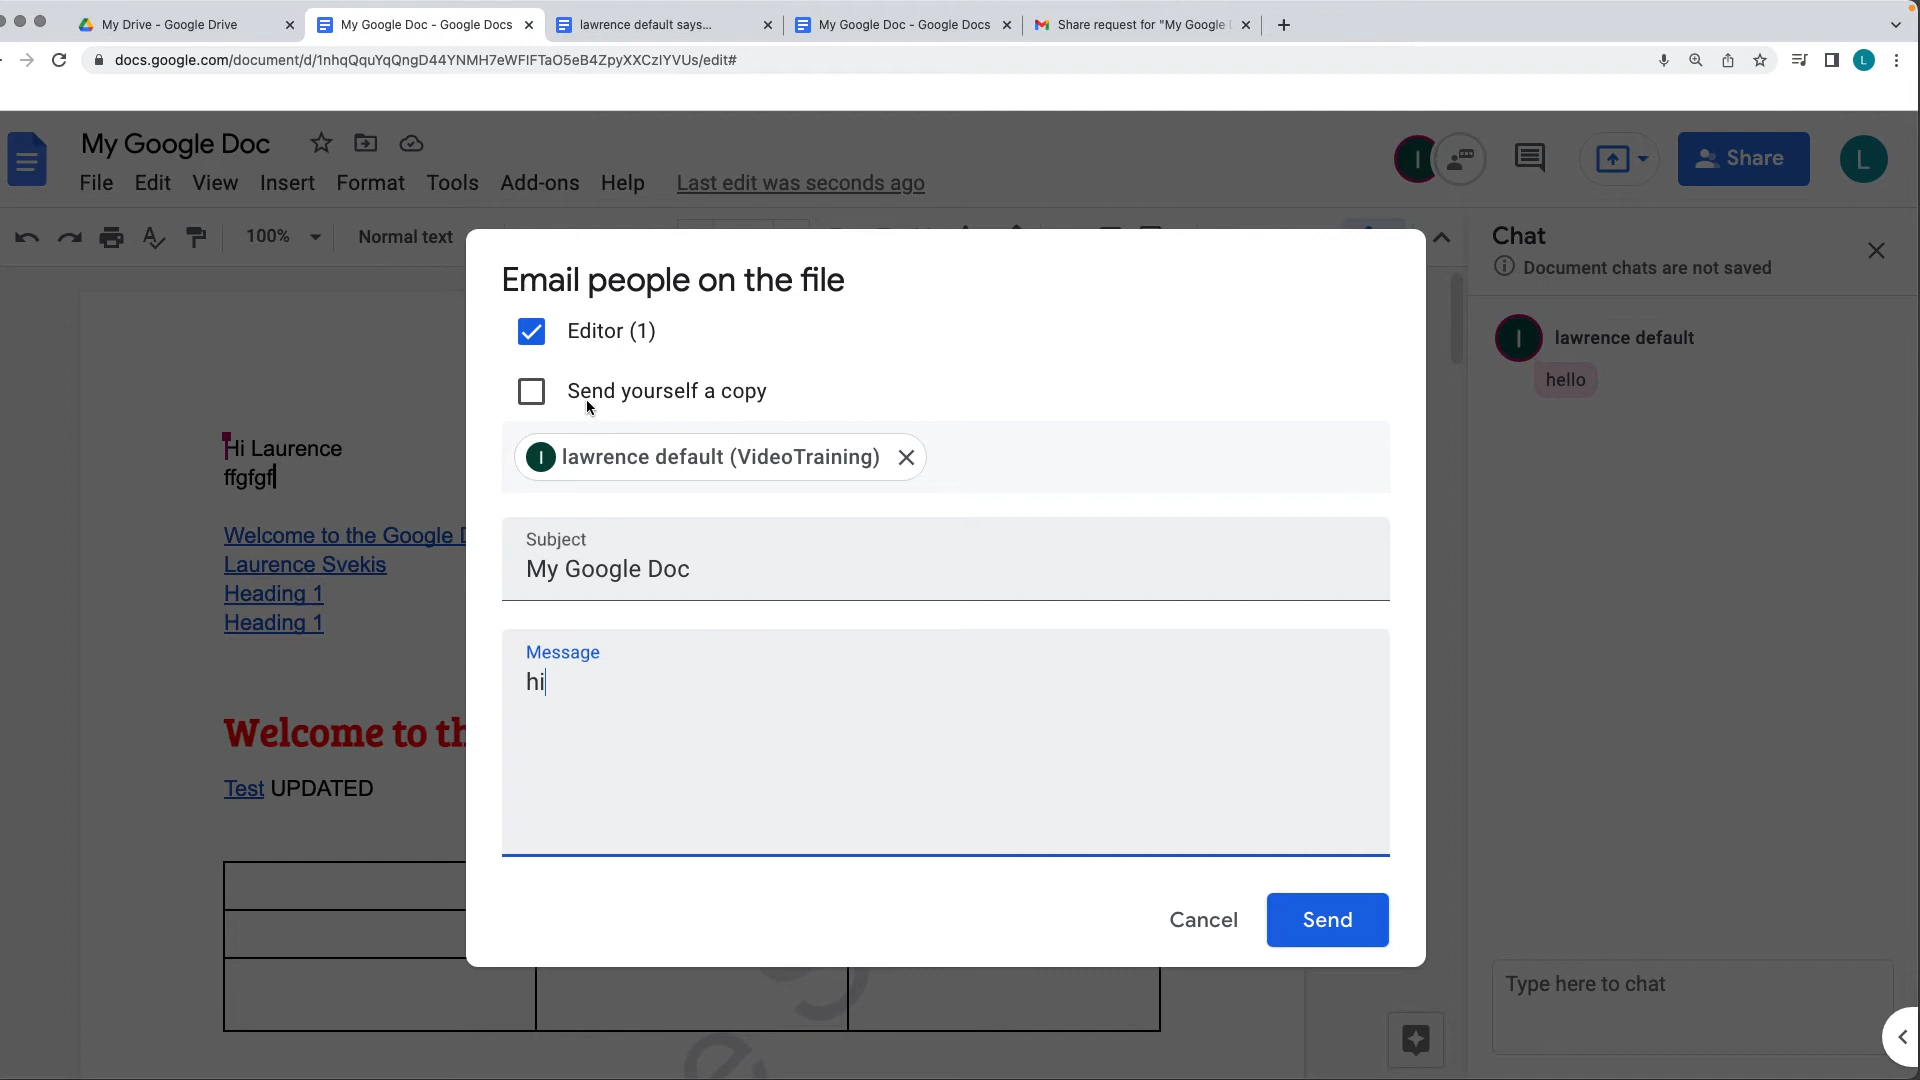 My Drive - Google Drive
My Google Doc - Google Docs
lawrence default says...
My Google Doc - Google Docs
Share request for "My Google
docs.google.com/document/d/1nhqQquYqQngD44YNMH7eWFlFTaO5eB4ZpyXXCzlYVUs/edit#
L
My Google Doc
File Edit View Insert Format Tools Add-ons Help Last edit was seconds ago
I
Share
L
100%
Normal text
Chat
Document chats are not saved
I
lawrence default
hello
Type here to chat
Email people on the file
Editor (1)
Send yourself a copy
I
lawrence default (VideoTraining)
Subject
My Google Doc
Message
hi
Cancel
Send
Hi Laurence
ffgfgf
Welcome to the Google
Laurence Svekis
Heading 1
Heading 1
Welcome to th
Test UPDATED